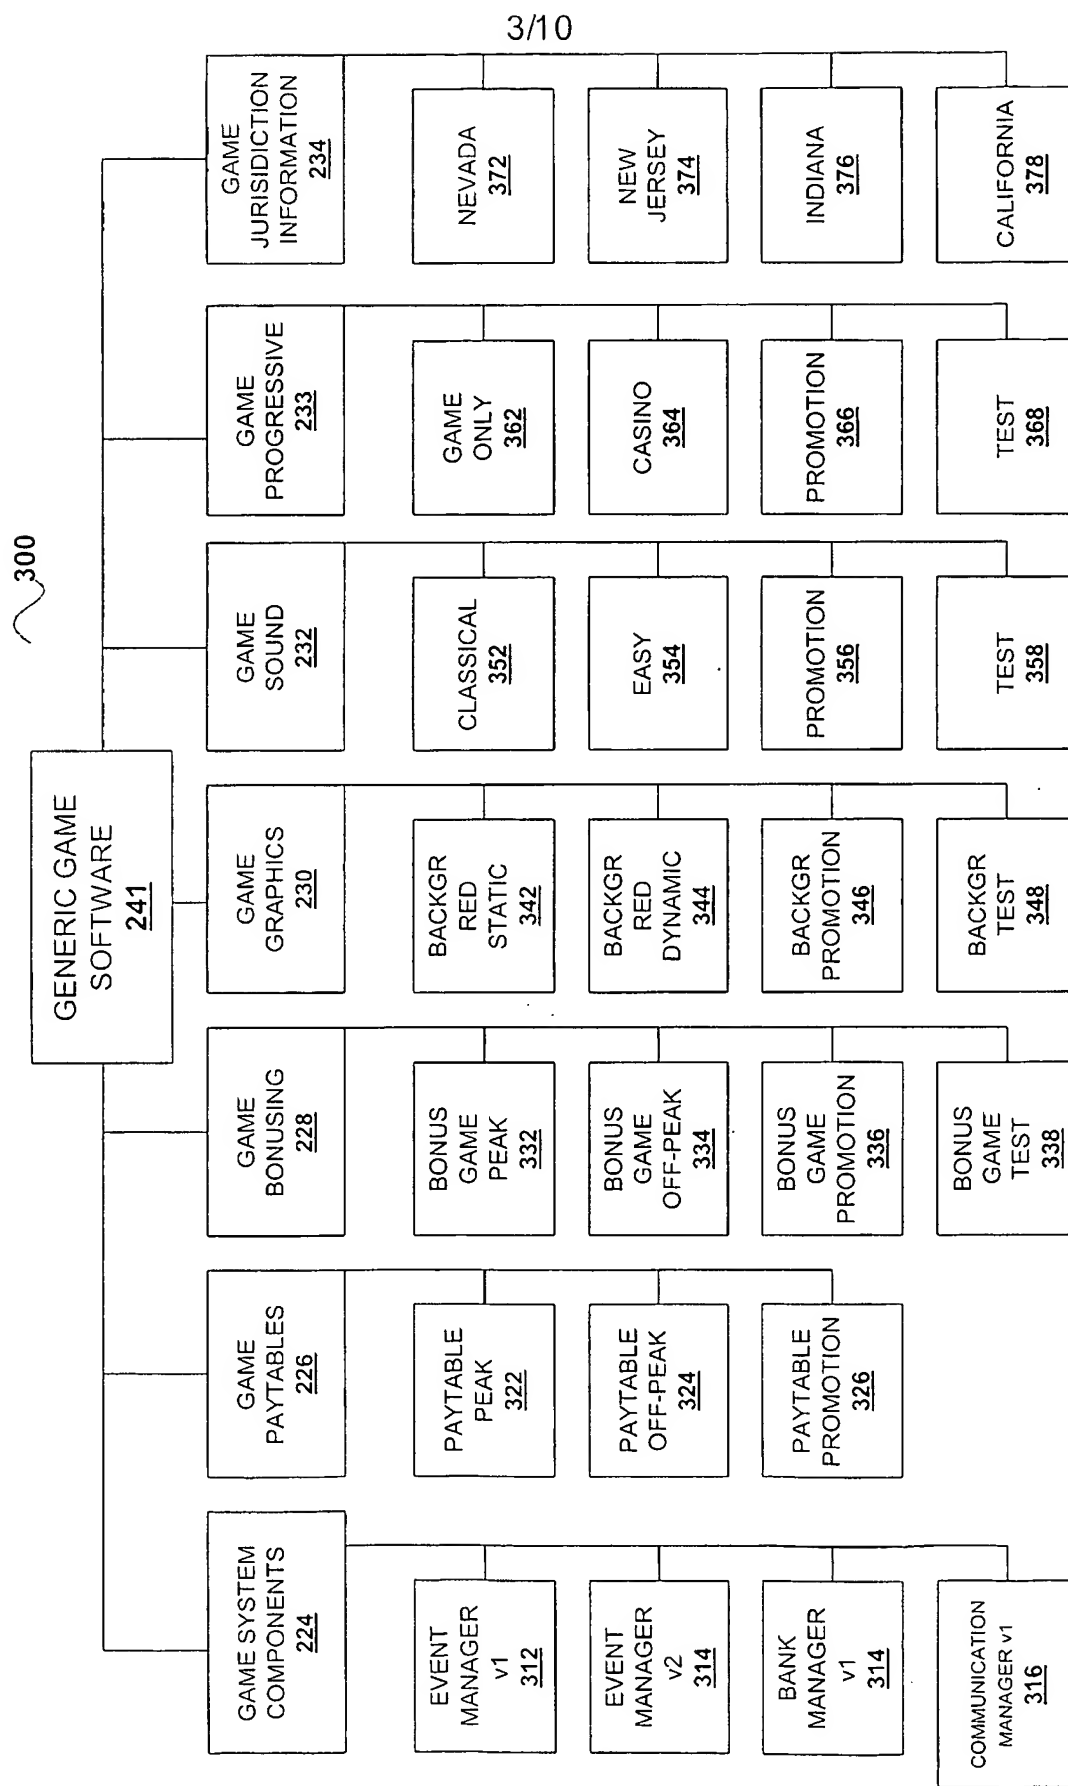 3/10
300
GENERIC GAME
SOFTWARE
241
GAME SYSTEM
COMPONENTS
224
EVENT
MANAGER
v1
312
EVENT
MANAGER
v2
314
BANK
MANAGER
v1
314
COMMUNICATION
MANAGER v1
316
GAME
PAYTABLES
226
PAYTABLE
PEAK
322
PAYTABLE
OFF-PEAK
324
PAYTABLE
PROMOTION
326
GAME
BONUSING
228
BONUS
GAME
PEAK
332
BONUS
GAME
OFF-PEAK
334
BONUS
GAME
PROMOTION
336
BONUS
GAME
TEST
338
GAME
GRAPHICS
230
BACKGR
RED
STATIC
342
BACKGR
RED
DYNAMIC
344
BACKGR
PROMOTION
346
BACKGR
TEST
348
GAME
SOUND
232
CLASSICAL
352
EASY
354
PROMOTION
356
TEST
358
GAME
PROGRESSIVE
233
GAME
ONLY
362
CASINO
364
PROMOTION
366
TEST
368
GAME
JURISIDICTION
INFORMATION
234
NEVADA
372
NEW
JERSEY
374
INDIANA
376
CALIFORNIA
378